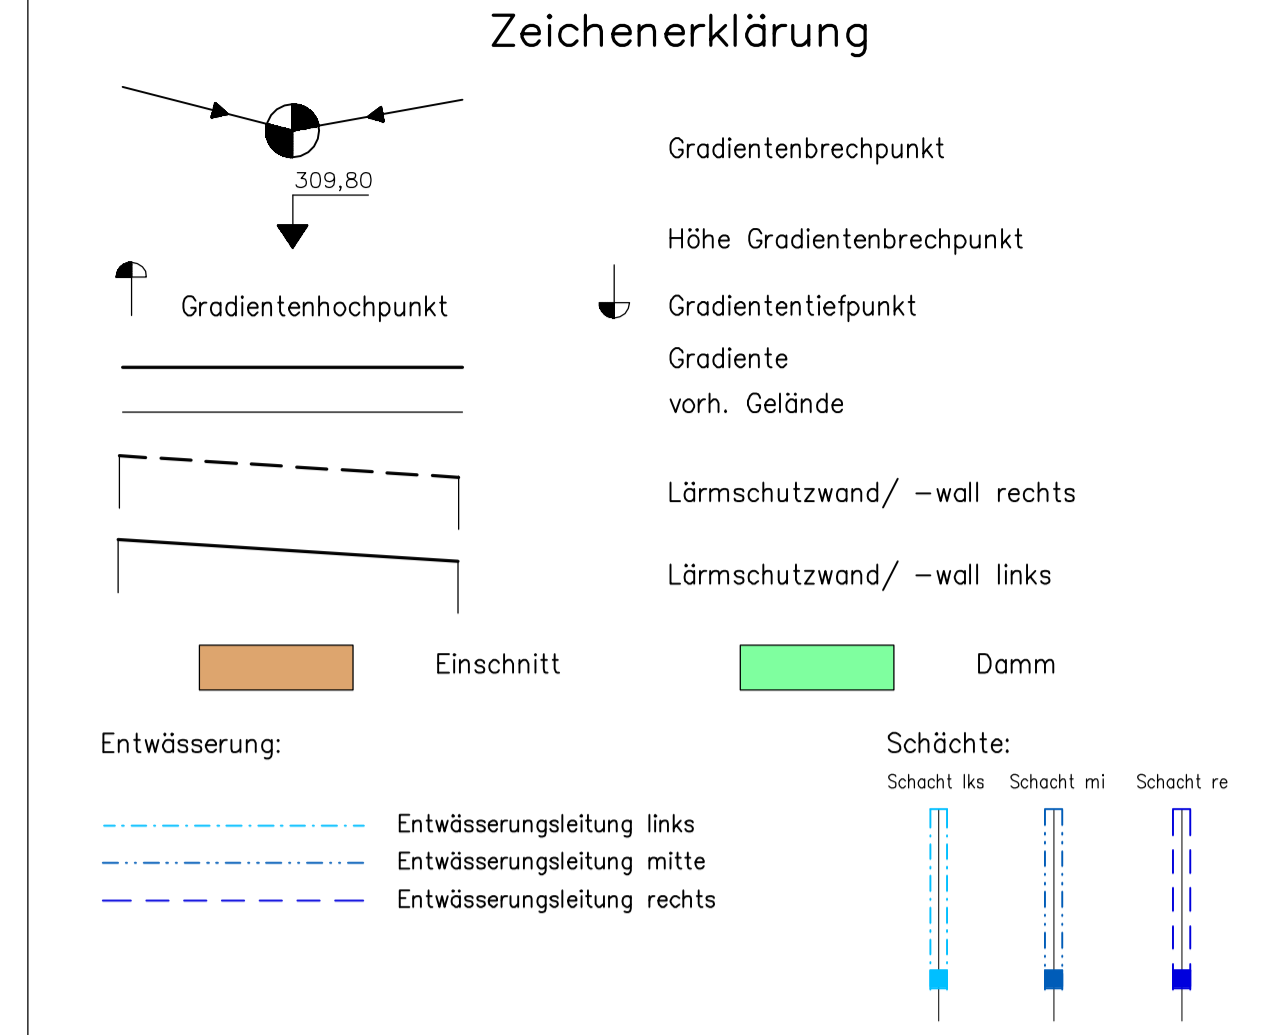 Zeichenerklärung
Gradientenbrechpunkt
309,80
Höhe Gradientenbrechpunkt
Gradientenhochpunkt
Gradiententiefpunkt
Gradiente
vorh. Gelände
Lärmschutzwand/ -wall rechts
Lärmschutzwand/ -wall links
Einschnitt
Damm
Entwässerung:
Schächte:
Schacht lks
Schacht mi
Schacht re
Entwässerungsleitung links
Entwässerungsleitung mitte
Entwässerungsleitung rechts